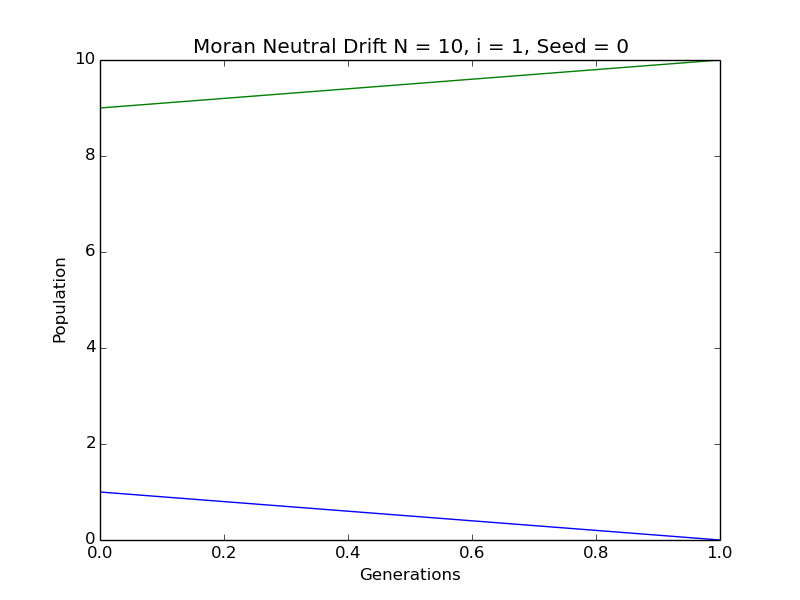 Moran Neutral Drift N = 10, i = 1, Seed = 0
10
8
6
4
2
0
Population
0.0 0.2 0.4 0.6 0.8 1.0
Generations